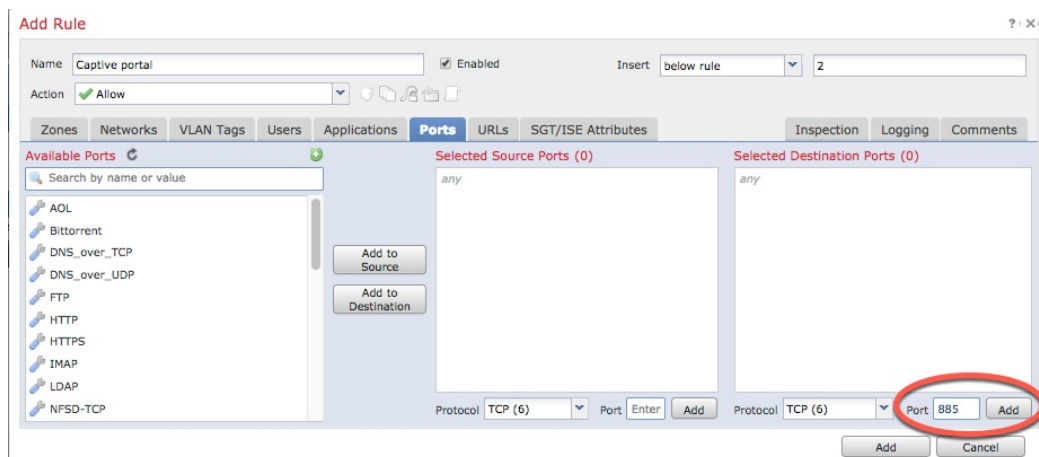 Add Rule
? X
Name Captive portal Enabled Insert below rule 2
Action Allow
Zones Networks VLAN Tags Users Applications Ports URLs SGT/ISE Attributes Inspection Logging Comments
Available Ports Selected Source Ports (0) Selected Destination Ports (0)
Search by name or value any any
AOL
Bittorrent
DNS_over_TCP
DNS_over_UDP
FTP
HTTP
HTTPS
IMAP
LDAP
NFSD-TCP
Add to
Source
Add to
Destination
Protocol TCP (6) Port Enter Add Protocol TCP (6) Port 885 Add
Add Cancel